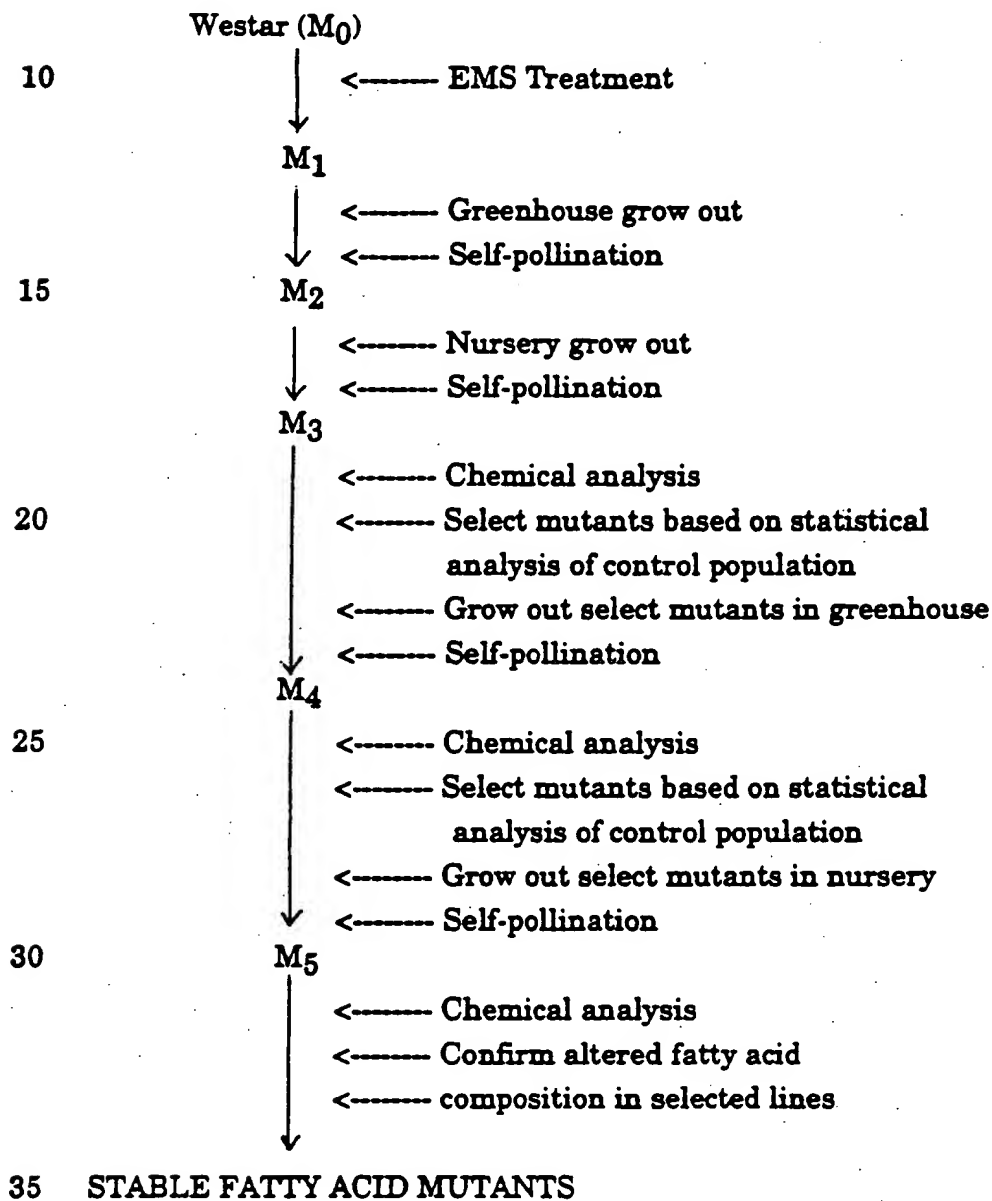 Westar (M0)
10 <------- EMS Treatment
M1
<------- Greenhouse grow out
<------- Self-pollination
15 M2
<------- Nursery grow out
<------- Self-pollination
M3
<------- Chemical analysis
20 <------- Select mutants based on statistical
analysis of control population
<------- Grow out select mutants in greenhouse
<------- Self-pollination
M4
25 <------- Chemical analysis
<------- Select mutants based on statistical
analysis of control population
<------- Grow out select mutants in nursery
<------- Self-pollination
30 M5
<------- Chemical analysis
<------- Confirm altered fatty acid
<------- composition in selected lines
35 STABLE FATTY ACID MUTANTS